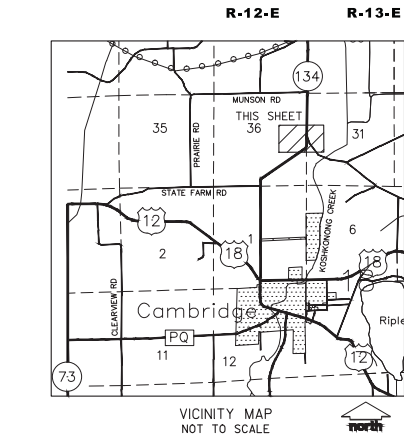 R-12-E R-13-E
134
MUNSON RD
THIS SHEET
35 36 31
PRAIRIE RD
STATE FARM RD
KOSHKONONG CREEK
12
1 6
18 18
2
CLEARVIEW RD
Cambridge
Riple
PQ
11 12 12
73
VICINITY MAP
NOT TO SCALE
north